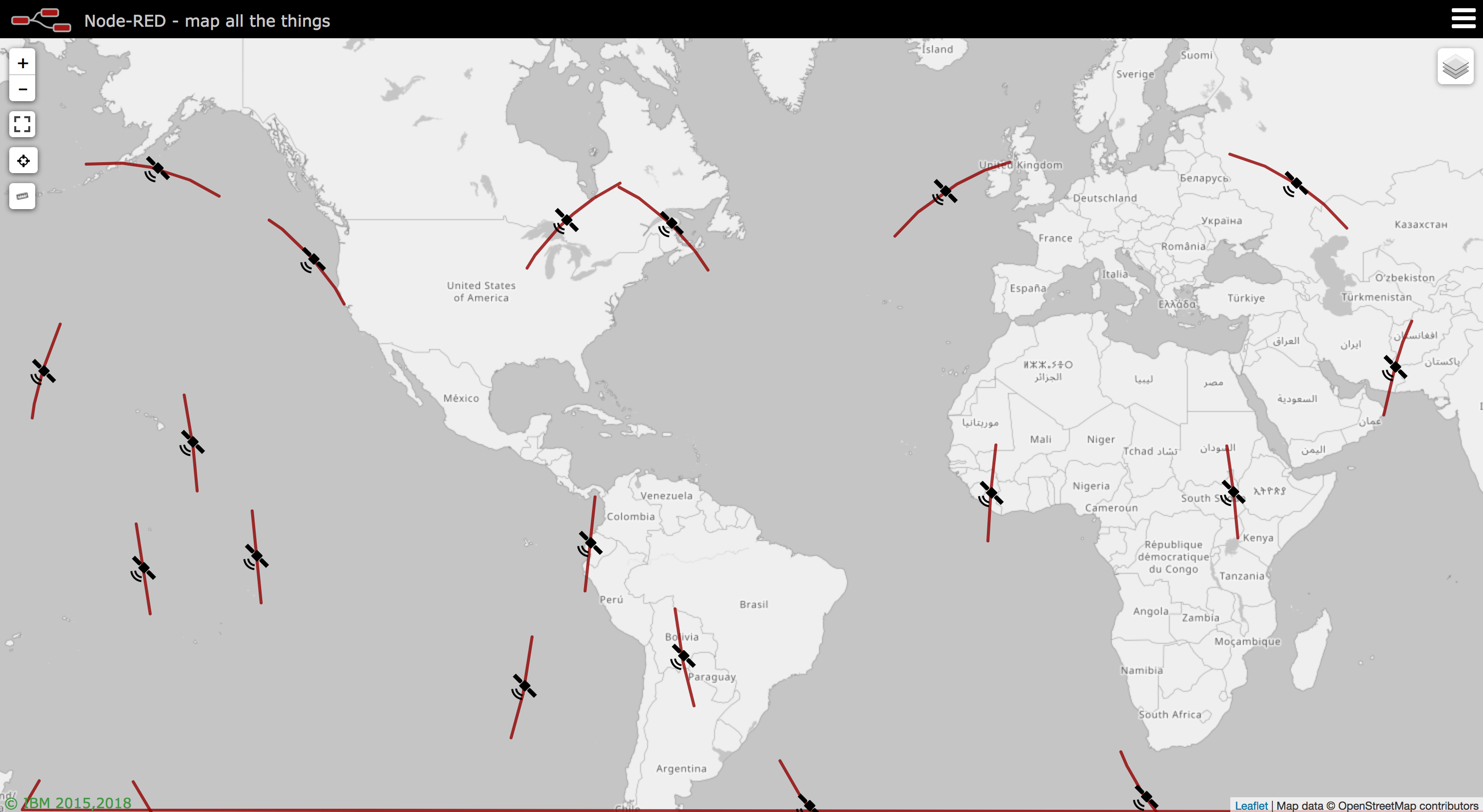 Node-RED - map all the things
+
−
Ísland
Suomi
Sverige
United Kingdom
Беларусь
Deutschland
Україна
Казахстан
France
România
Italia
O'zbekiston
España
Ελλάδα
Türkiye
Türkmenistan
United States
of America
العراق
ایران
افغانستان
پاکستان
ⵍⵣⵣⴰⵢⴻⵔ
الجزائر
ليبيا
مصر
السعودية
عمان
México
موريتانيا
Mali
Niger
Tchad تشاد
السودان
اليمن
Venezuela
Nigeria
South S
Colombia
Cameroun
Kenya
République
démocratique
du Congo
Tanzania
Perú
Brasil
Angola
Zambia
Bolivia
Moçambique
Paraguay
Namibia
South Africa
Argentina
Chile
© IBM 2015,2018
Leaflet | Map data © OpenStreetMap contributors